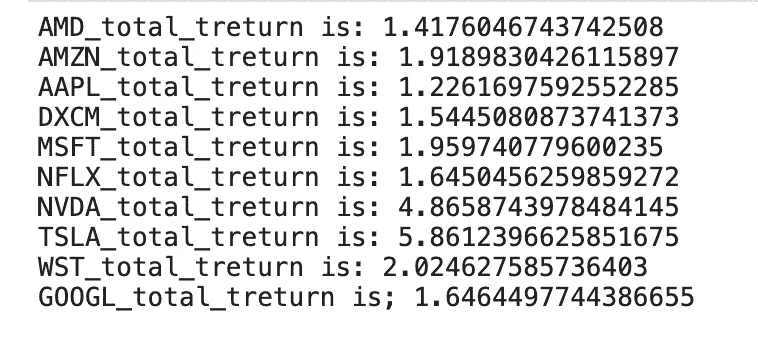 AMD_total_treturn is: 1.4176046743742508
AMZN_total_treturn is: 1.9189830426115897
AAPL_total_treturn is: 1.2261697592552285
DXCM_total_treturn is: 1.5445080873741373
MSFT_total_treturn is: 1.959740779600235
NFLX_total_treturn is: 1.6450456259859272
NVDA_total_treturn is: 4.8658743978484145
TSLA_total_treturn is: 5.8612396625851675
WST_total_treturn is: 2.024627585736403
GOOGL_total_treturn is; 1.6464497744386655